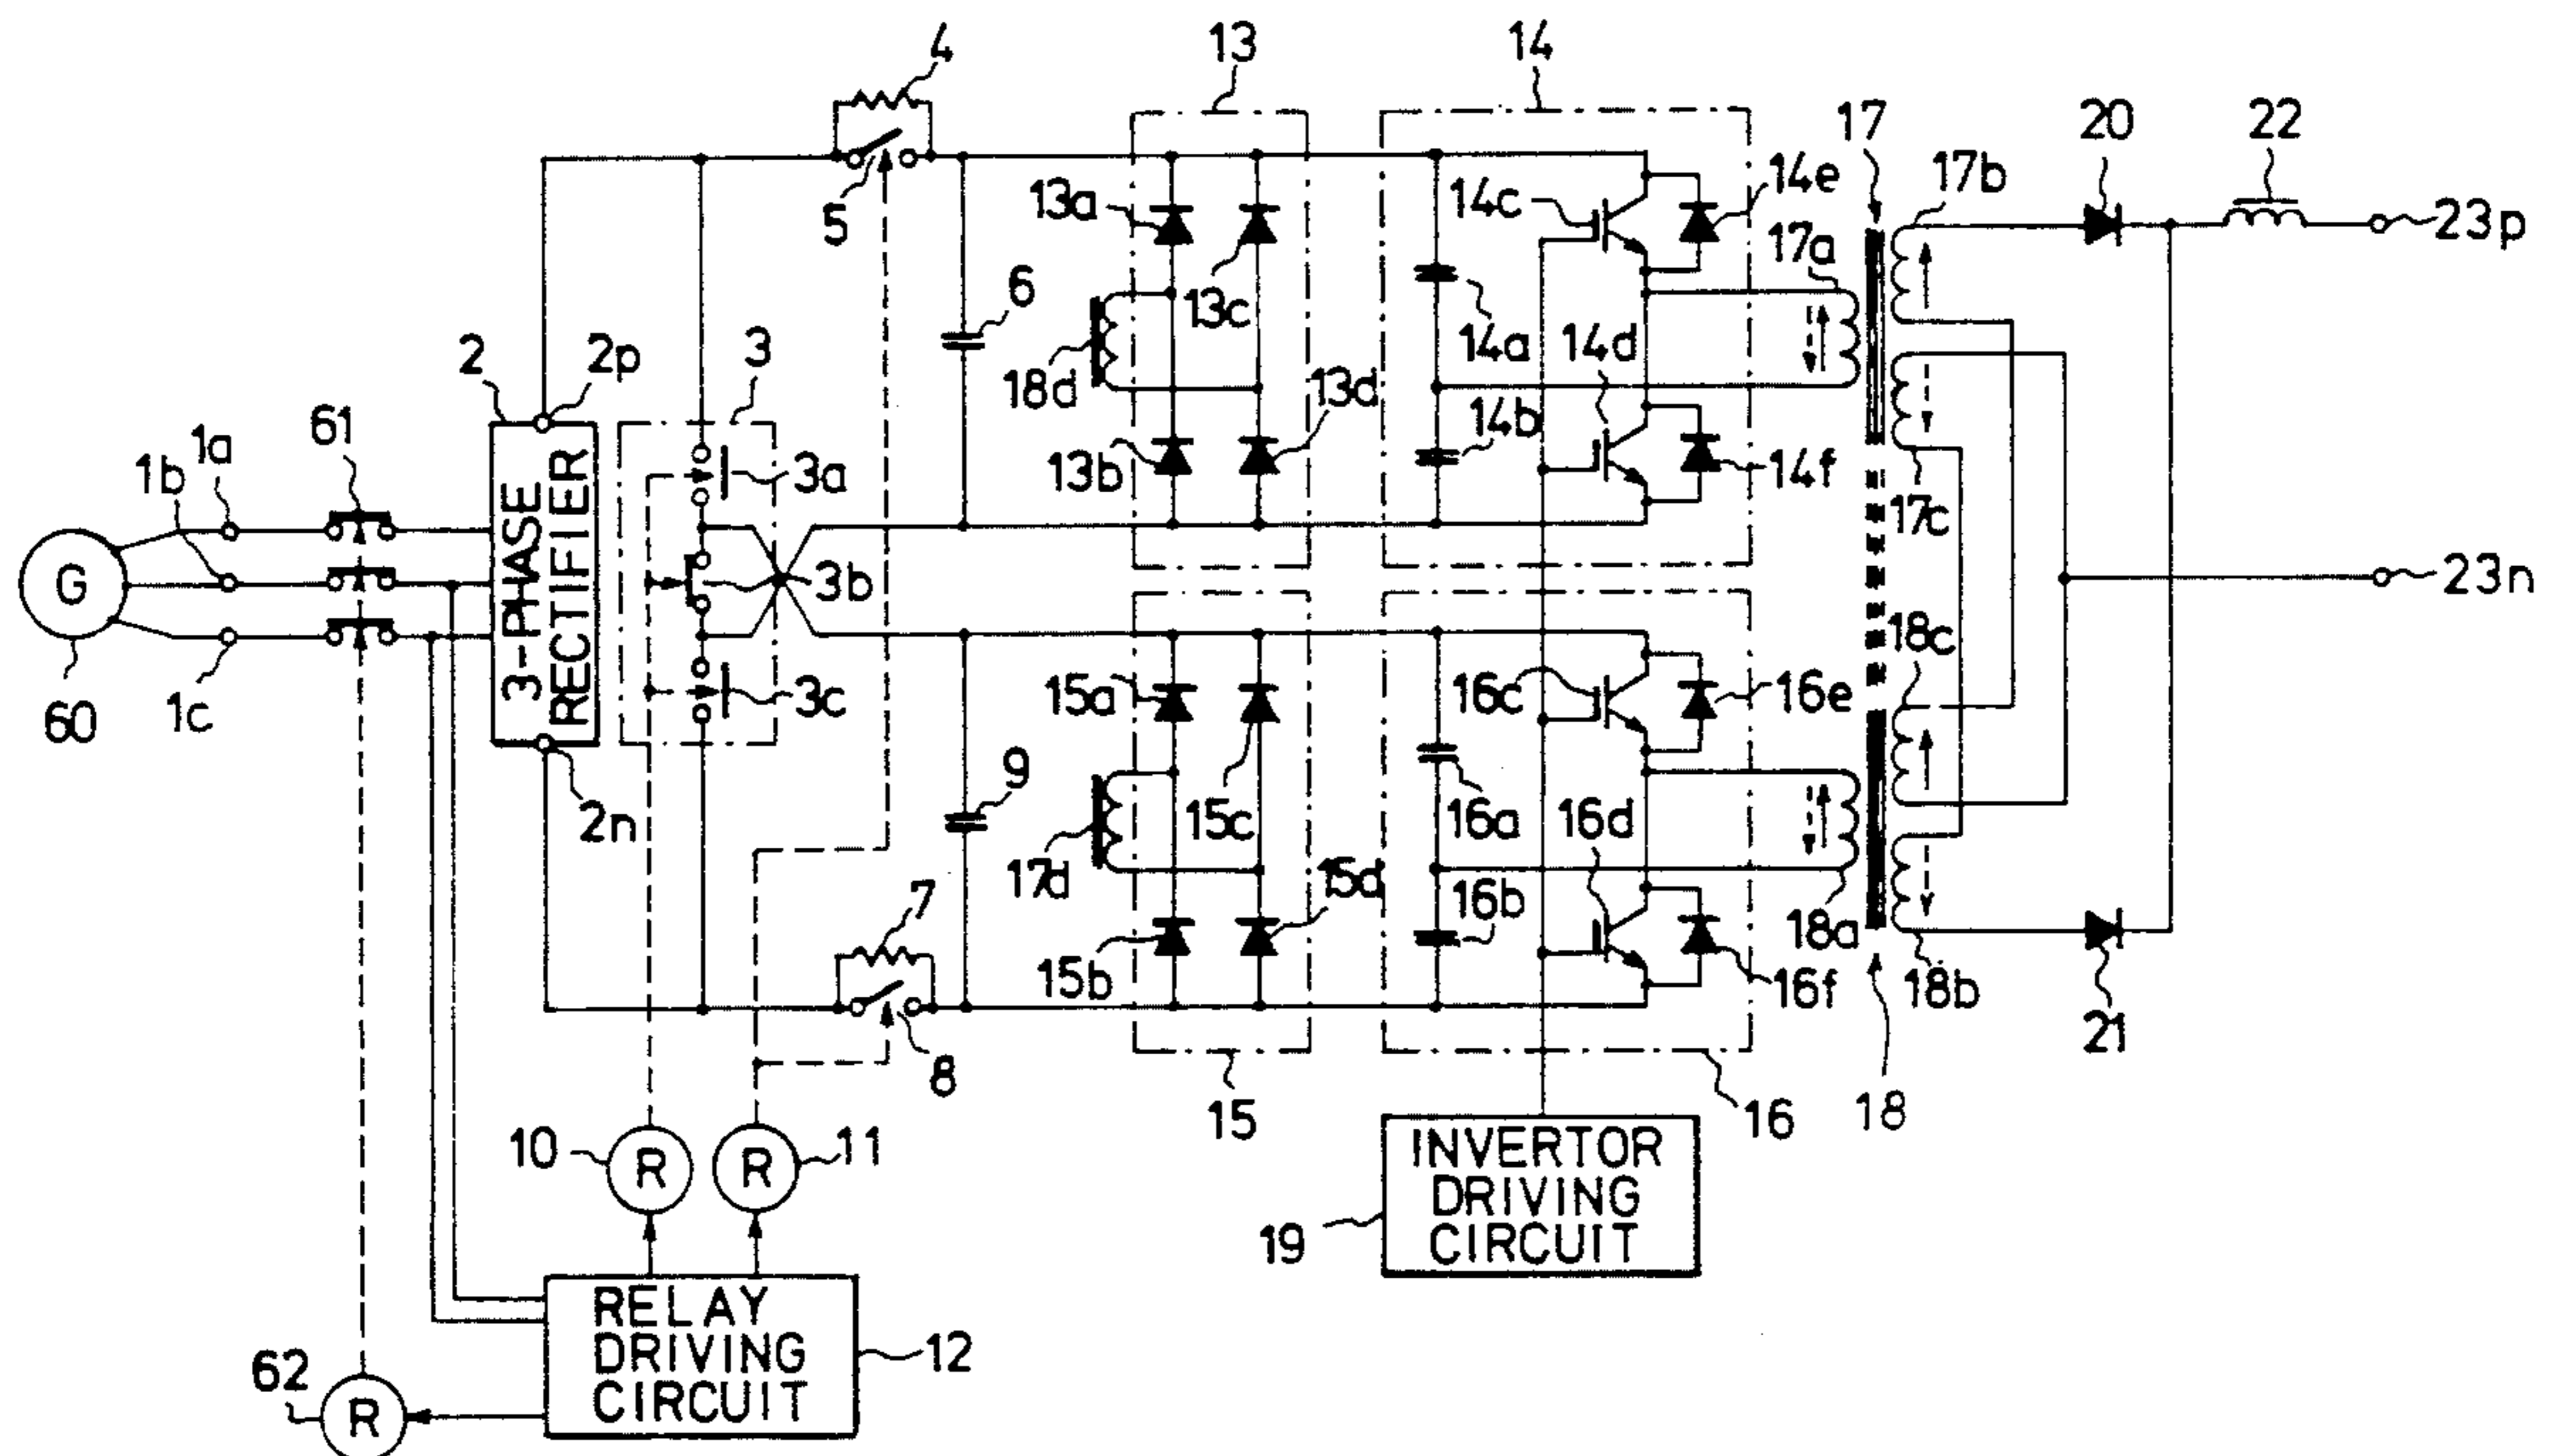 4
13
14
17
20
22
5
13a
13c
14c
14e
17a
17b
23p
6
18d
14a
14d
2
2p
3
13d
61
1a
1b
3a
13b
14b
14f
17c
G
3-PHASE
RECTIFIER
3b
23n
60
1c
3c
15a
16c
16e
18c
2n
9
15c
16a
16d
17d
7
15d
16b
18a
15b
16f
18b
21
8
15
16
18
10
R
R
11
INVERTOR
DRIVING
CIRCUIT
19
RELAY
DRIVING
CIRCUIT
12
62
R